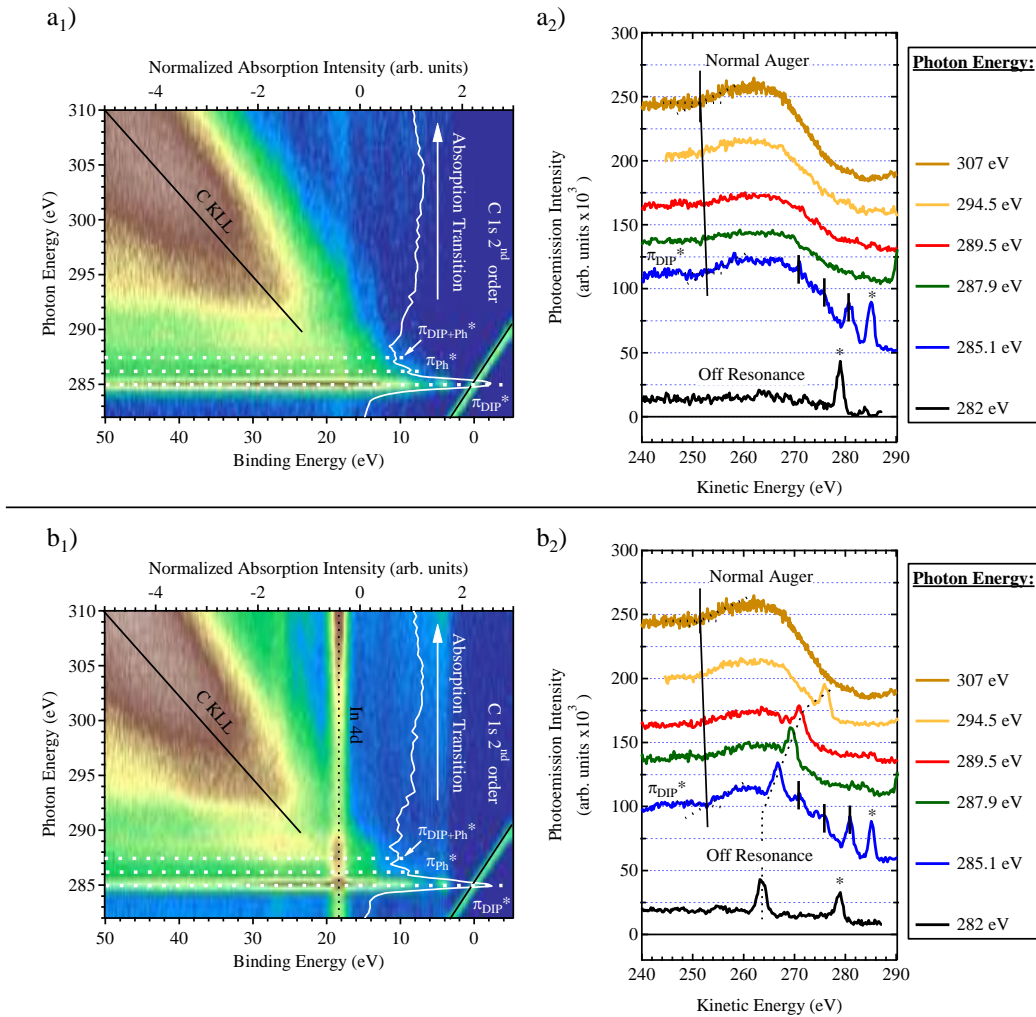 a1)
Normalized Absorption Intensity (arb. units)
-4 -2 0 2
310
305
300
295
290
285
Photon Energy (eV)
C KLL
Absorption
Transition
C 1s 2nd order
πDIP+Ph*
πPh*
πDIP*
50 40 30 20 10 0
Binding Energy (eV)
a2)
300
250
200
150
100
50
0
Photoemission Intensity
(arb. units x10³)
Normal Auger
πDIP*
*
Off Resonance
*
240 250 260 270 280 290
Kinetic Energy (eV)
Photon Energy:
307 eV
294.5 eV
289.5 eV
287.9 eV
285.1 eV
282 eV
b1)
Normalized Absorption Intensity (arb. units)
-4 -2 0 2
310
305
300
295
290
285
Photon Energy (eV)
C KLL
In 4d
Absorption
Transition
C 1s 2nd order
πDIP+Ph*
πPh*
πDIP*
50 40 30 20 10 0
Binding Energy (eV)
b2)
300
250
200
150
100
50
0
Photoemission Intensity
(arb. units x10³)
Normal Auger
πDIP*
*
Off Resonance
*
240 250 260 270 280 290
Kinetic Energy (eV)
Photon Energy:
307 eV
294.5 eV
289.5 eV
287.9 eV
285.1 eV
282 eV